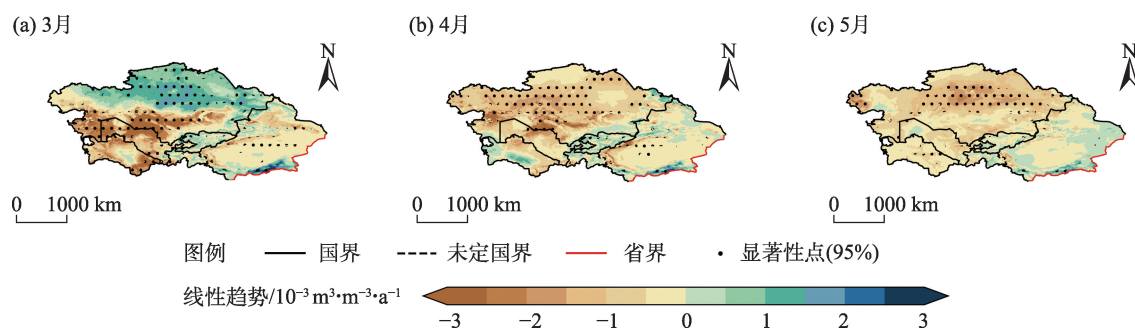 (a) 3月
(b) 4月
(c) 5月
N
N
N
0 1000 km
0 1000 km
0 1000 km
图例 国界 未定国界 省界 显著性点(95%)
线性趋势/10⁻³ m³·m⁻³·a⁻¹
−3 −2 −1 0 1 2 3